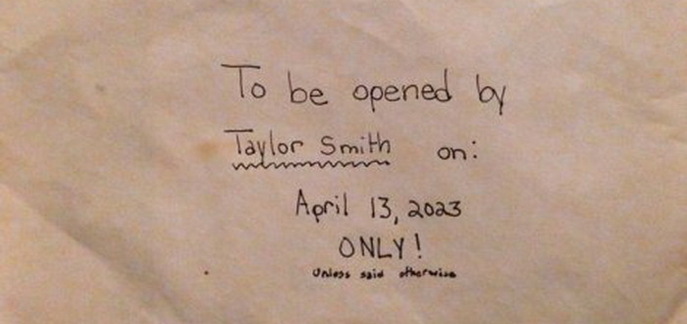 To be opened by
Taylor Smith on:
April 13, 2023
ONLY!
unless said otherwise